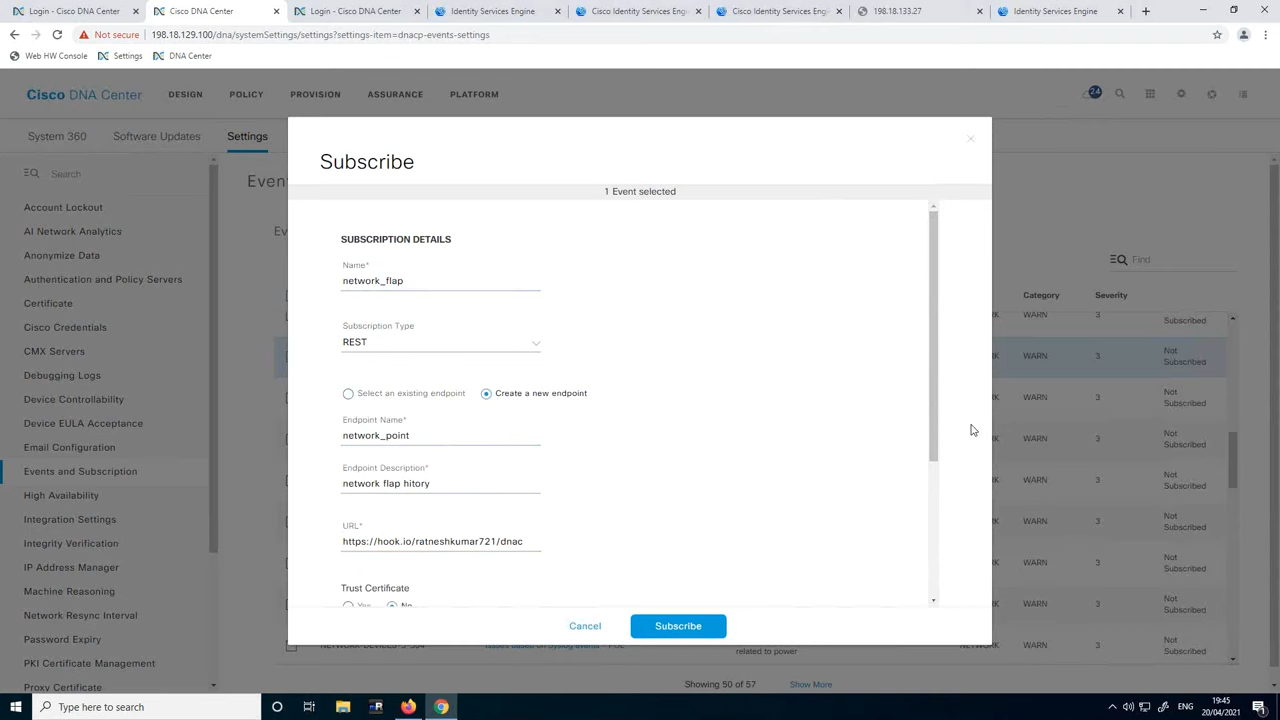 Login - Cisco DNA Center
Cisco DNA Center
Login - Cisco DNA Center
Identity Services Engine
Cisco Identity Services Engine
Cisco Identity Services Engine
198.18.133.27
Identity Services Engine
Not secure
198.18.129.100/dna/systemSettings/settings?settings-item=dnacp-events-settings
Web HW Console
Settings
DNA Center
Cisco DNA Center
DESIGN
POLICY
PROVISION
ASSURANCE
PLATFORM
24
System 360
Software Updates
Settings
Search
Account Lockout
AI Network Analytics
Anonymize Data
Authentication and Policy Servers
Certificate
Cisco Credentials
CMX Servers
Debugging Logs
Device Controllability
Device EULA Acceptance
Email Configuration
Events and Subscription
High Availability
Integration Settings
Integrity Verification
IP Address Manager
Machine Reasoning
Network Resync Interval
Password Expiry
PKI Certificate Management
Proxy Certificate
Subscribe
1 Event selected
SUBSCRIPTION DETAILS
Name*
network_flap
Subscription Type
REST
Select an existing endpoint
Create a new endpoint
Endpoint Name*
network_point
Endpoint Description*
network flap hitory
URL*
https://hook.io/ratneshkumar721/dnac
Trust Certificate
Yes
No
Cancel
Subscribe
Find
Category
Severity
WARN
3
Subscribed
WARN
3
Not
Subscribed
WARN
3
Not
Subscribed
WARN
3
Not
Subscribed
WARN
3
Not
Subscribed
WARN
3
Not
Subscribed
WARN
3
Not
Subscribed
WARN
3
Not
Subscribed
related to power
NETWORK
WARN
3
Not
Subscribed
Showing 50 of 57
Show More
Type here to search
ENG
19:45
20/04/2021